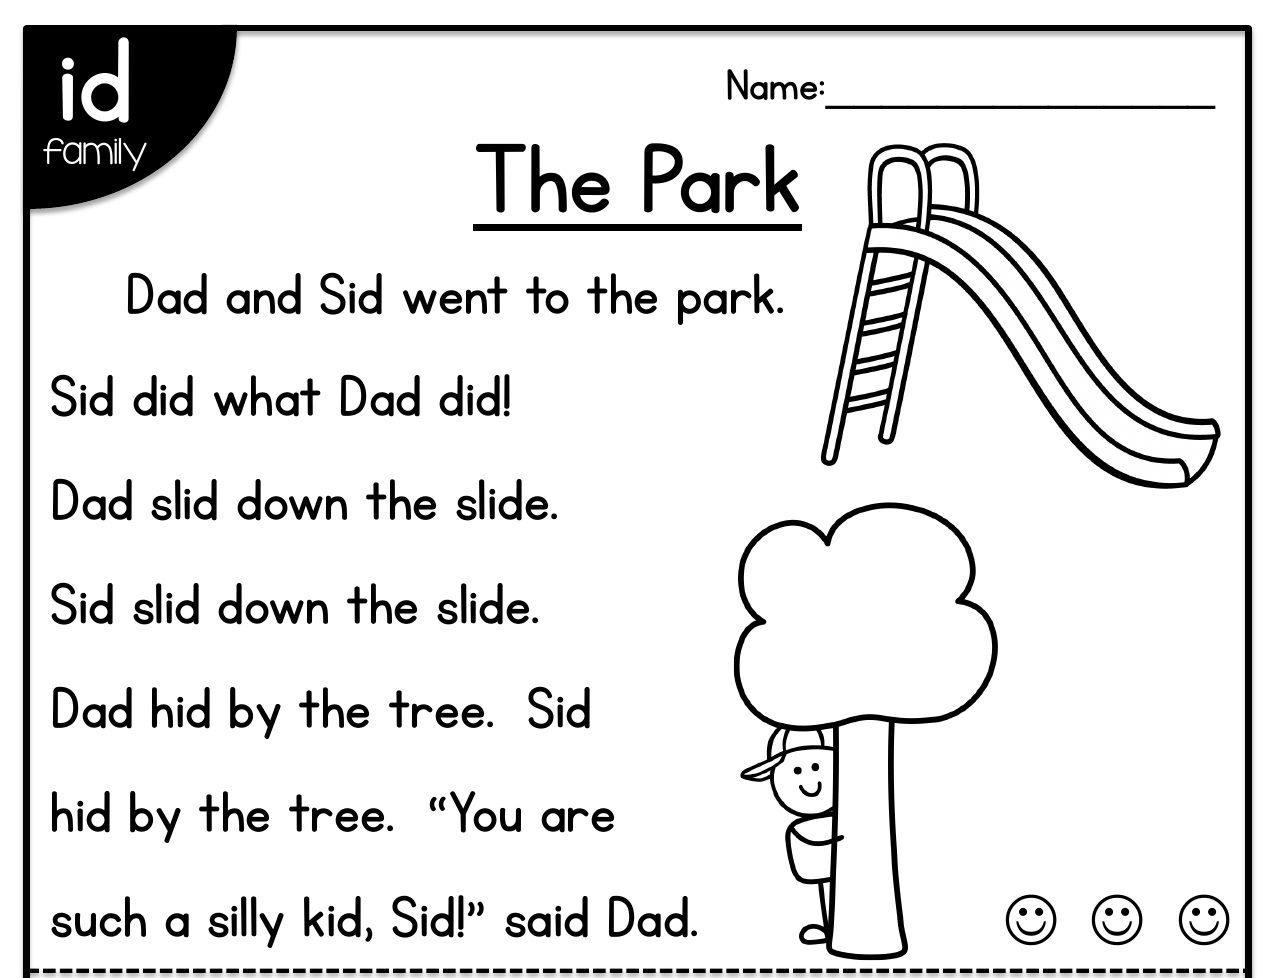 id
family
Name:
The Park
Dad and Sid went to the park.
Sid did what Dad did!
Dad slid down the slide.
Sid slid down the slide.
Dad hid by the tree.  Sid
hid by the tree.  “You are
such a silly kid, Sid!” said Dad.